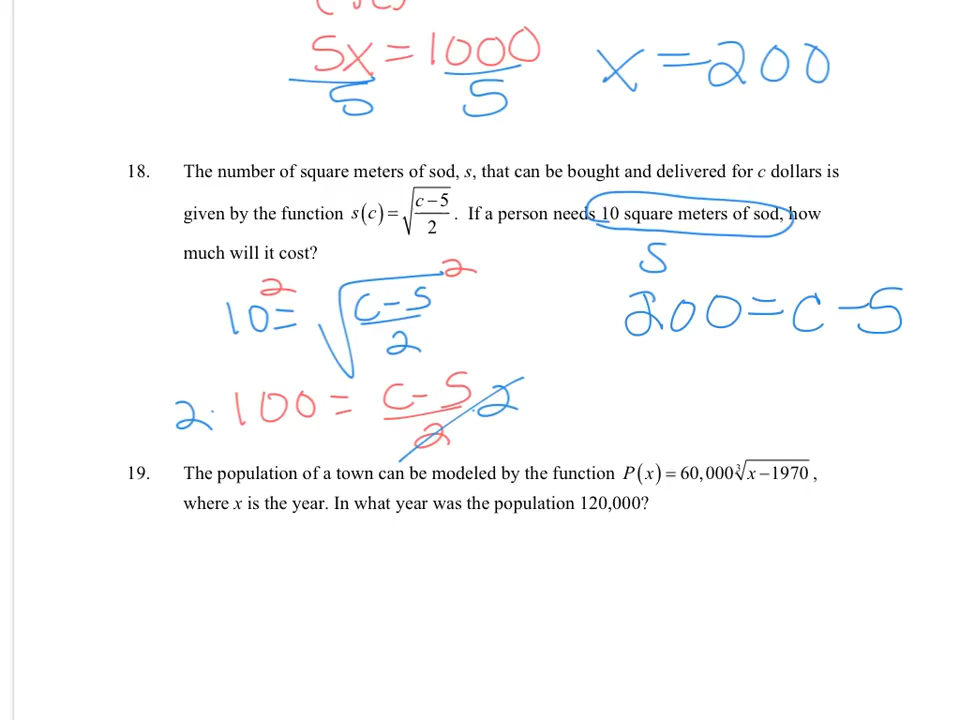 5x = 1000 x = 200
5 5
18. The number of square meters of sod, s, that can be bought and delivered for c dollars is
given by the function s(c) = √((c−5)/2). If a person needs 10 square meters of sod, how
much will it cost?
S
10² = √((c-5)/2)² 200 = c - 5
2·100 = (c-5)/2 2
19. The population of a town can be modeled by the function P(x) = 60,000∛(x−1970),
where x is the year. In what year was the population 120,000?